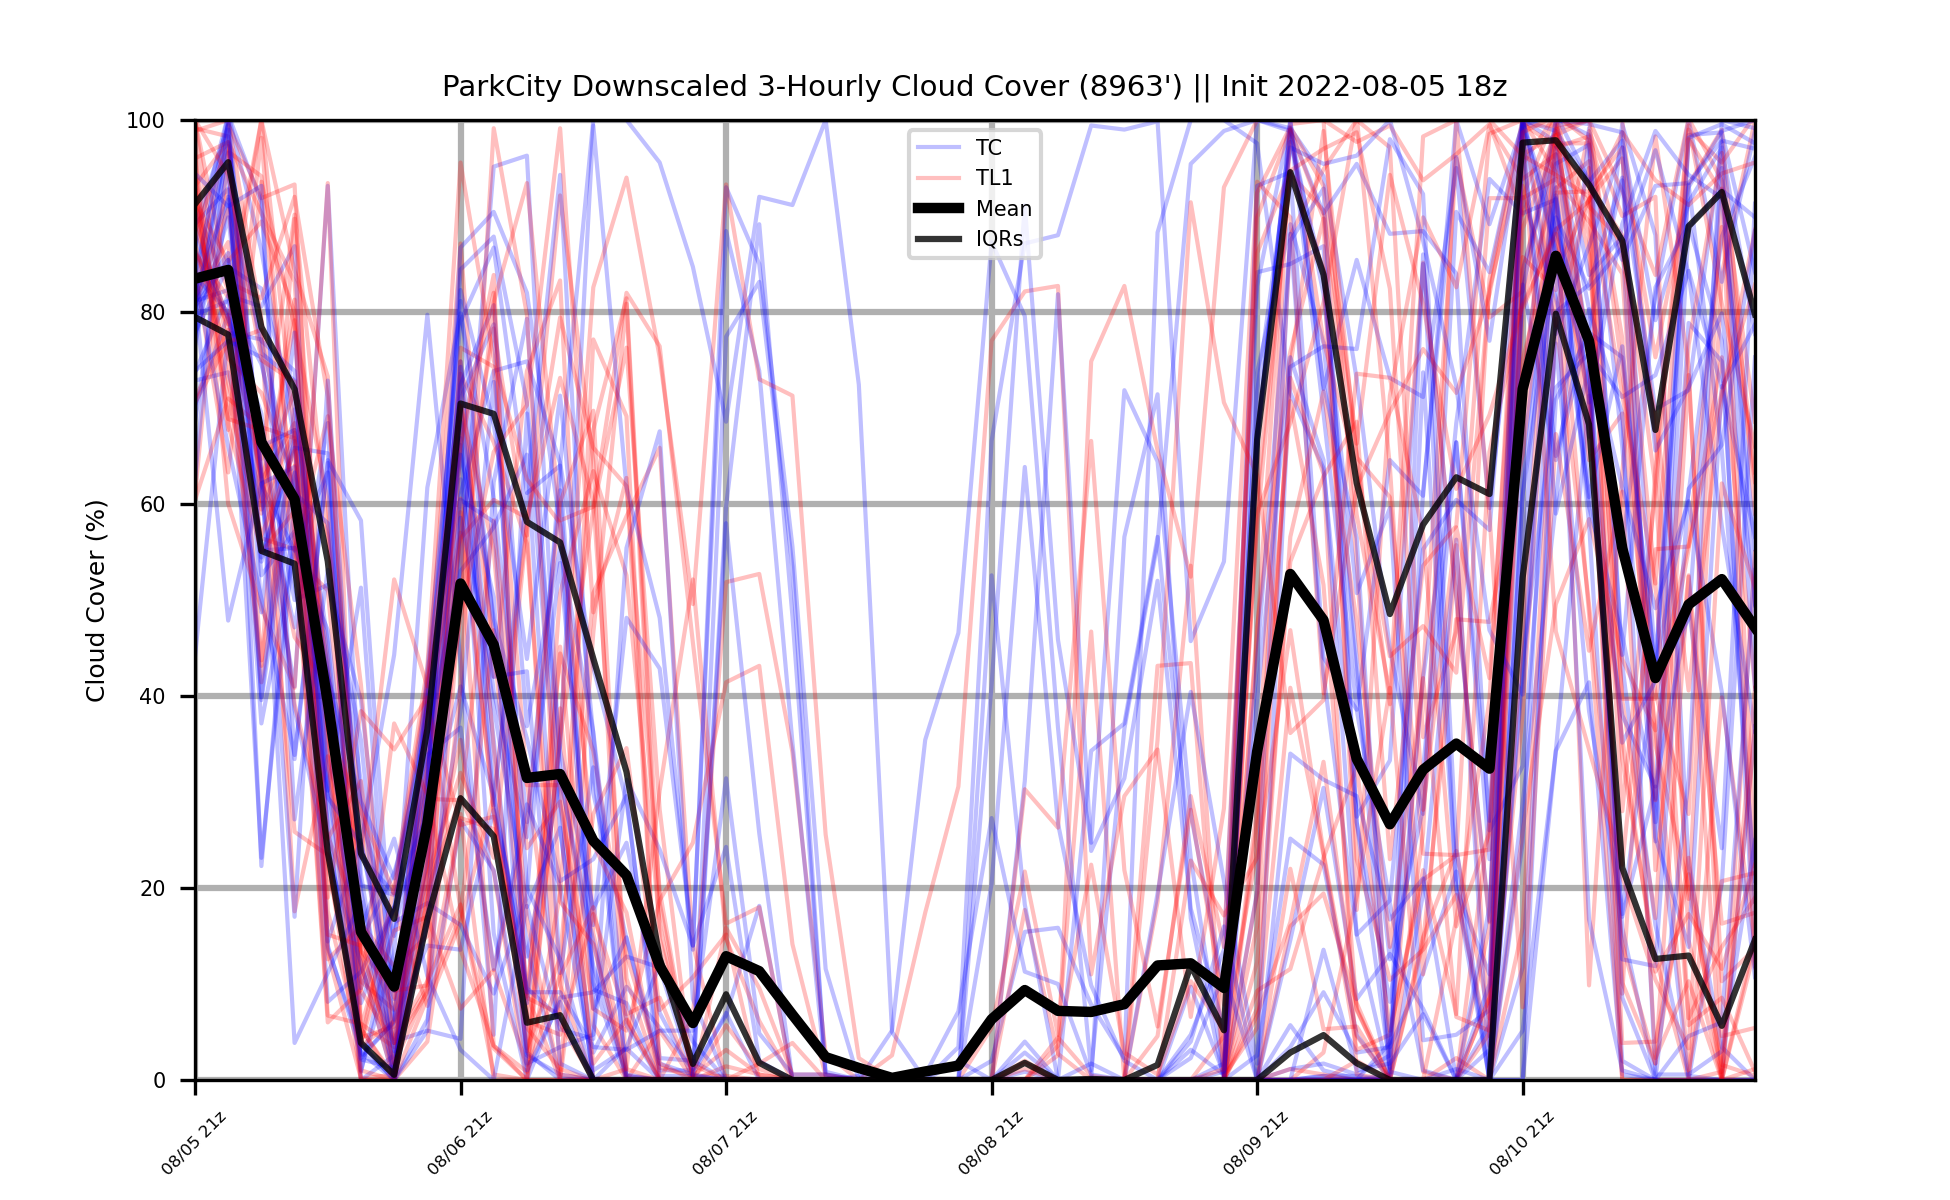 ParkCity Downscaled 3-Hourly Cloud Cover (8963') || Init 2022-08-05 18z
100
80
60
40
20
0
Cloud Cover (%)
TC
TL1
Mean
IQRs
08/05 21z
08/06 21z
08/07 21z
08/08 21z
08/09 21z
08/10 21z